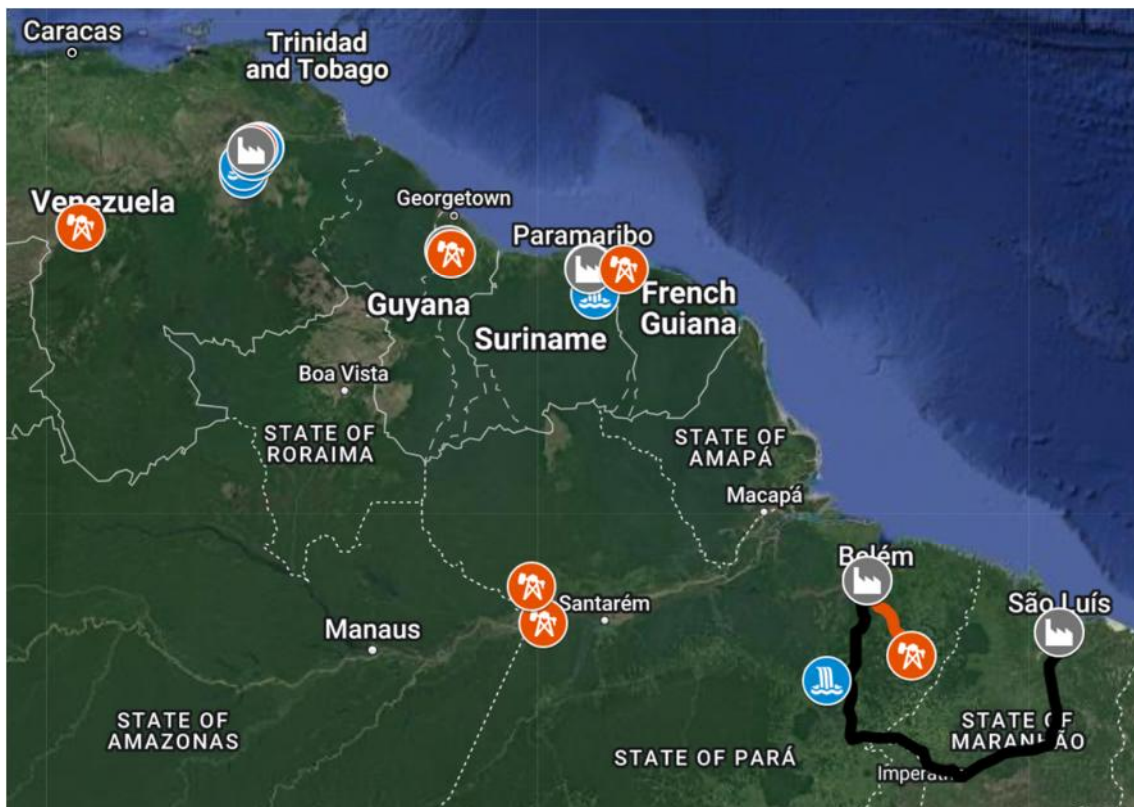 Caracas
Trinidad
and Tobago
Venezuela
Georgetown
Paramaribo
Guyana
French
Guiana
Suriname
Boa Vista
STATE OF
RORAIMA
STATE OF
AMAPÁ
Macapá
Belém
Santarém
São Luís
Manaus
STATE OF
AMAZONAS
STATE OF
MARANHÃO
STATE OF PARÁ